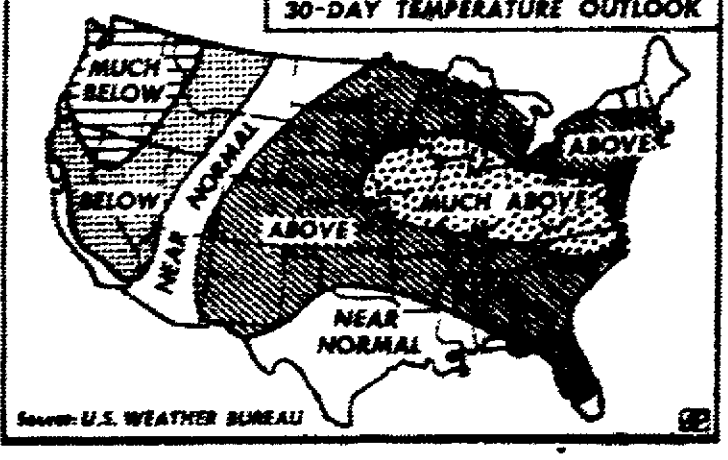 30-DAY TEMPERATURE OUTLOOK
MUCH
BELOW
ABOVE
NORMAL
BELOW
MUCH ABOVE
ABOVE
NEAR
NEAR
NORMAL
Source: U.S. WEATHER BUREAU